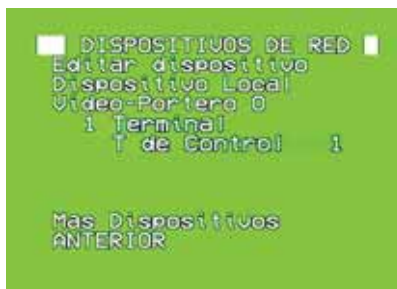 DISPOSITIVOS DE RED
Editar dispositivo
Dispositivo Local
Video-Portero 0
1 Terminal
T de Control 1
Mas Dispositivos
ANTERIOR